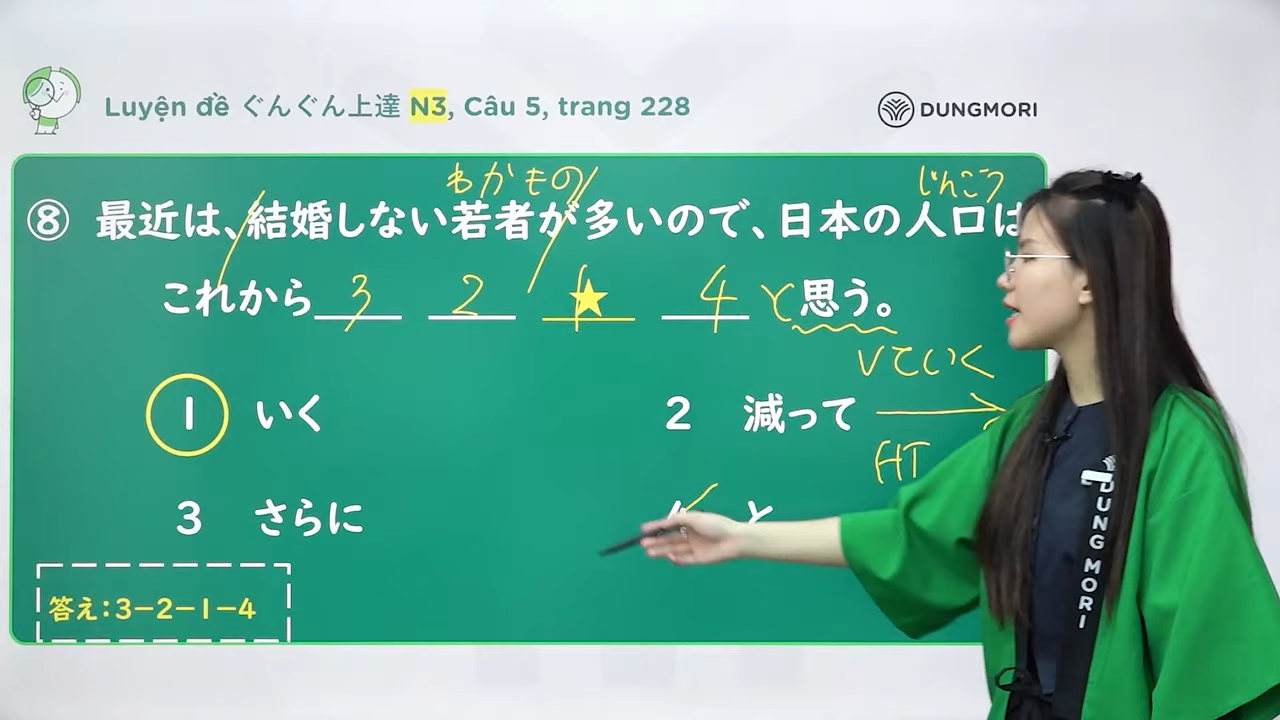 Luyện đề ぐんぐん上達 N3, Câu 5, trang 228
DUNGMORI
わかもの
じんこう
⑧ 最近は、結婚しない若者が多いので、日本の人口は
これから 3 2 1 ★ 4 と思う。
Vていく
1 いく
2 減って
HT
3 さらに
4 と
答え：3－2－1－4
DUNG MORI